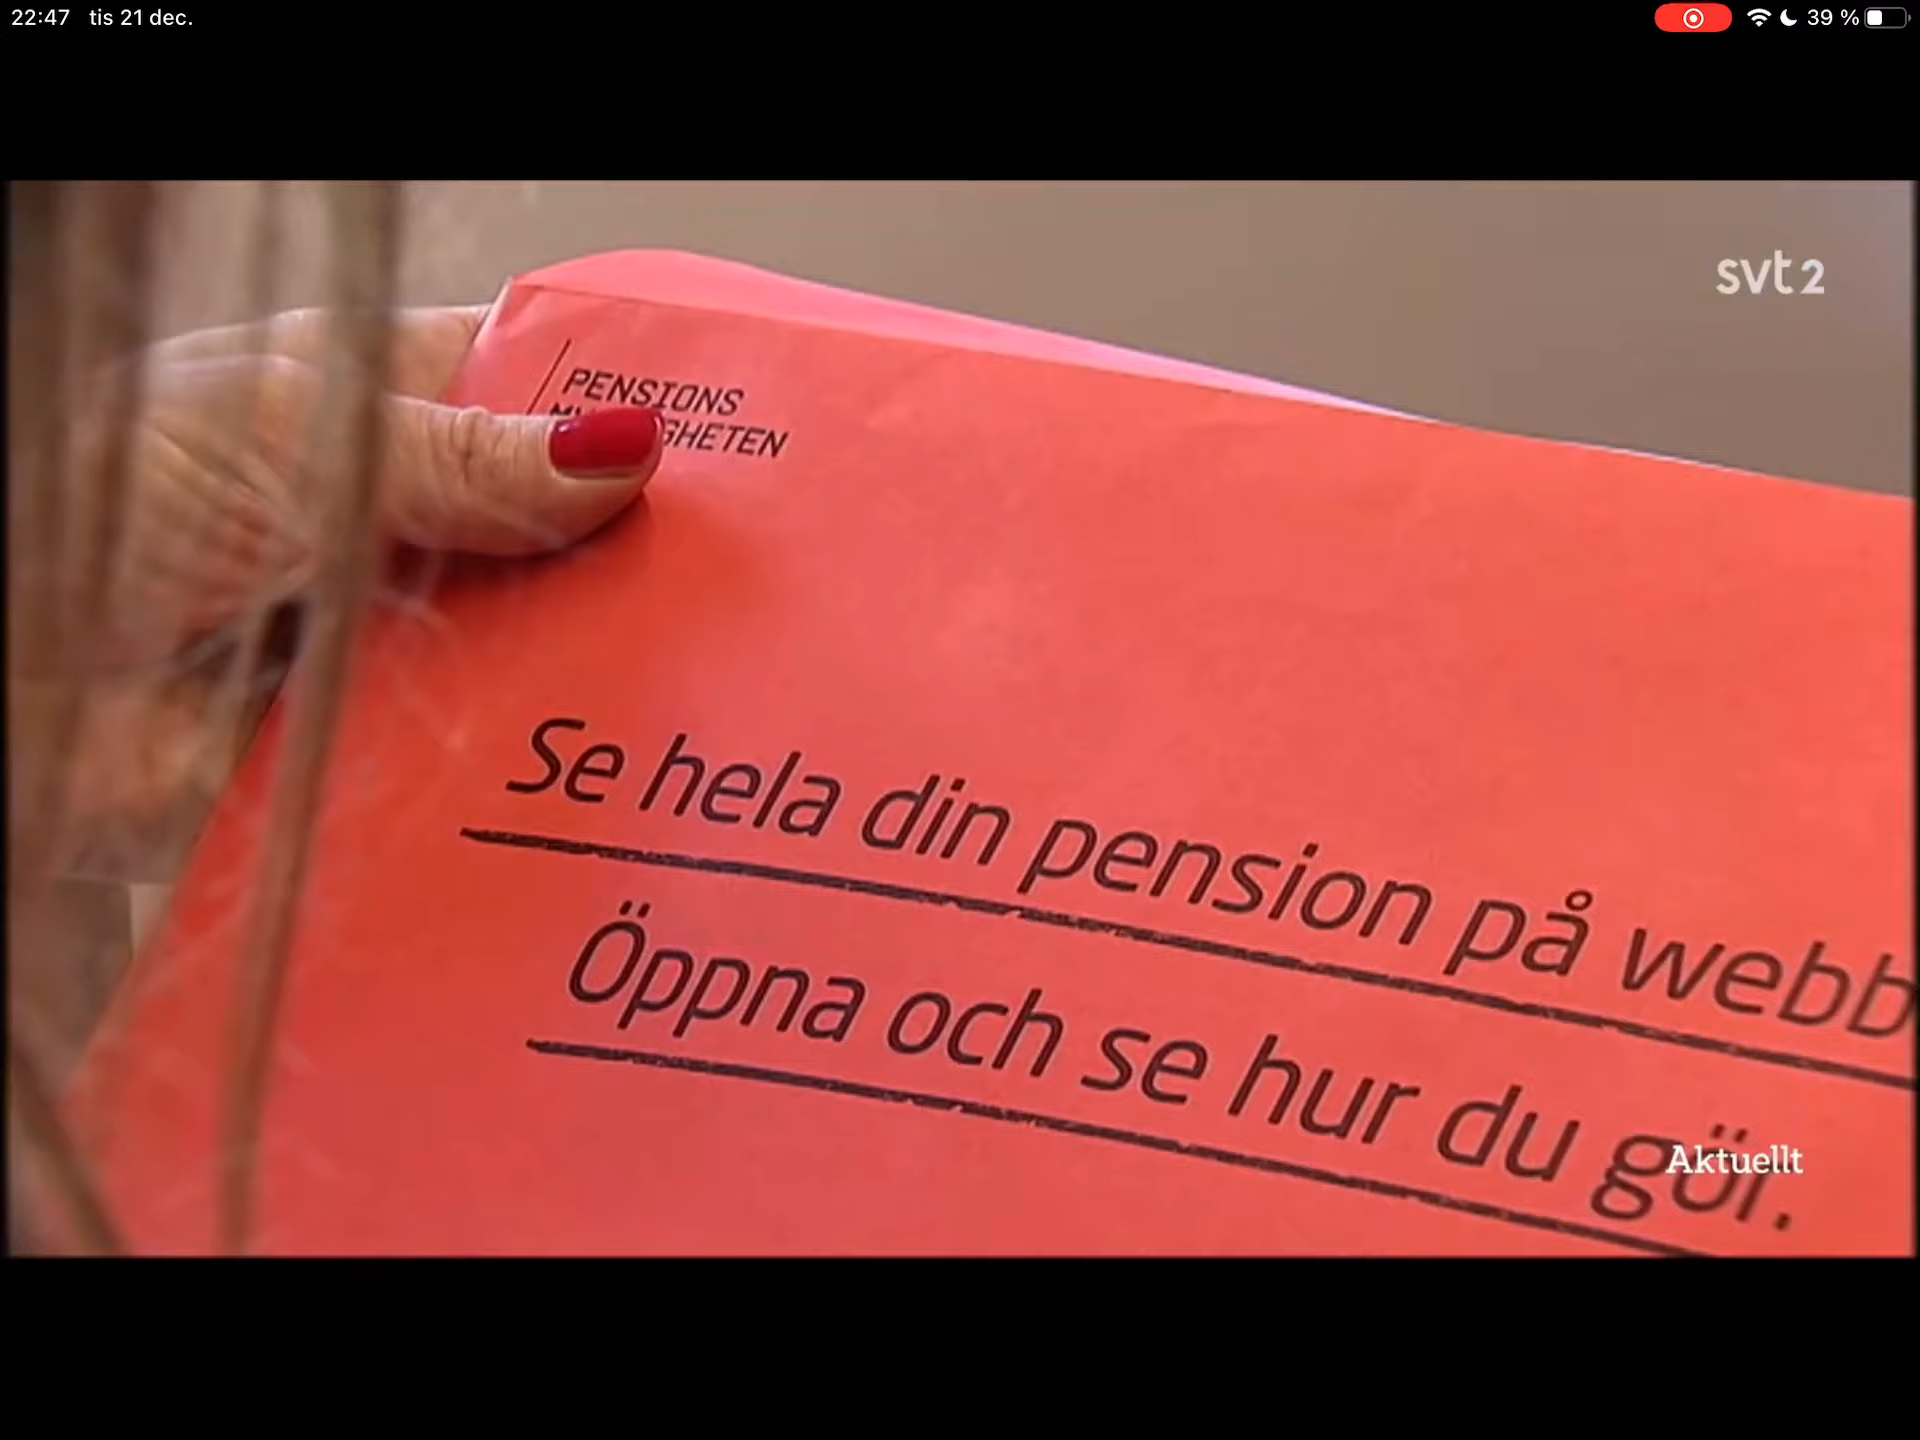 22:47 tis 21 dec.
39 %
svt2
PENSIONS
GHETEN
Se hela din pension på webb
Öppna och se hur du gör.
Aktuellt